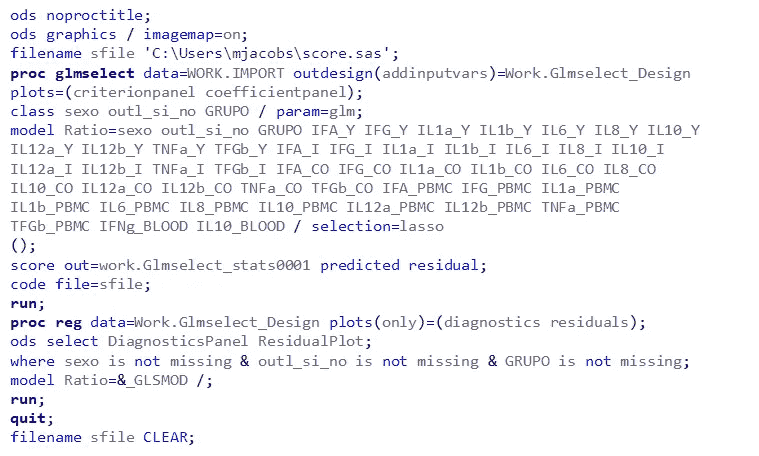 ods noproctitle;
ods graphics / imagemap=on;
filename sfile 'C:\Users\mjacobs\score.sas';
proc glmselect data=WORK.IMPORT outdesign(addinputvars)=Work.Glmselect_Design
plots=(criterionpanel coefficientpanel);
class sexo outl_si_no GRUPO / param=glm;
model Ratio=sexo outl_si_no GRUPO IFA_Y IFG_Y IL1a_Y IL1b_Y IL6_Y IL8_Y IL10_Y
IL12a_Y IL12b_Y TNFa_Y TFGb_Y IFA_I IFG_I IL1a_I IL1b_I IL6_I IL8_I IL10_I
IL12a_I IL12b_I TNFa_I TFGb_I IFA_CO IFG_CO IL1a_CO IL1b_CO IL6_CO IL8_CO
IL10_CO IL12a_CO IL12b_CO TNFa_CO TFGb_CO IFA_PBMC IFG_PBMC IL1a_PBMC
IL1b_PBMC IL6_PBMC IL8_PBMC IL10_PBMC IL12a_PBMC IL12b_PBMC TNFa_PBMC
TFGb_PBMC IFNg_BLOOD IL10_BLOOD / selection=lasso
();
score out=work.Glmselect_stats0001 predicted residual;
code file=sfile;
run;
proc reg data=Work.Glmselect_Design plots(only)=(diagnostics residuals);
ods select DiagnosticsPanel ResidualPlot;
where sexo is not missing & outl_si_no is not missing & GRUPO is not missing;
model Ratio=&_GLSMOD /;
run;
quit;
filename sfile CLEAR;